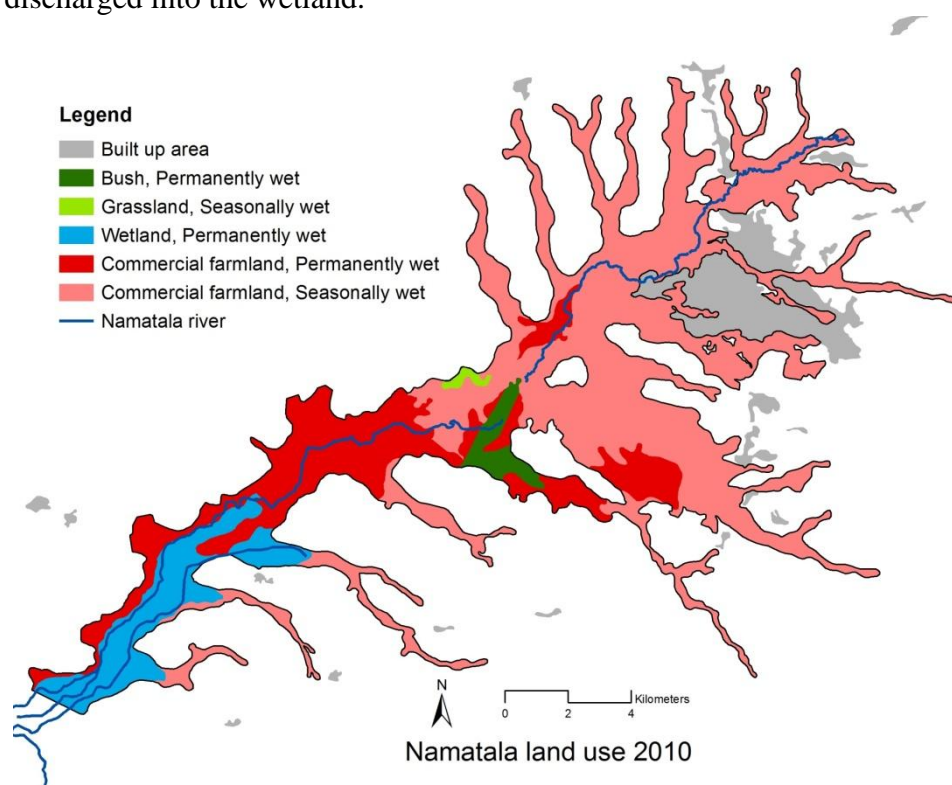 discharged into the wetland.
Legend
Built up area
Bush, Permanently wet
Grassland, Seasonally wet
Wetland, Permanently wet
Commercial farmland, Permanently wet
Commercial farmland, Seasonally wet
Namatala river
N
Kilometers
0 2 4
Namatala land use 2010